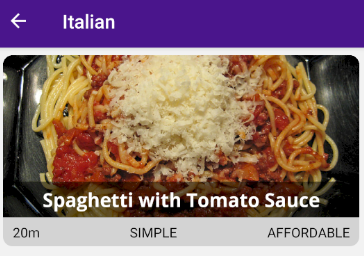 Italian
Spaghetti with Tomato Sauce
20m SIMPLE AFFORDABLE